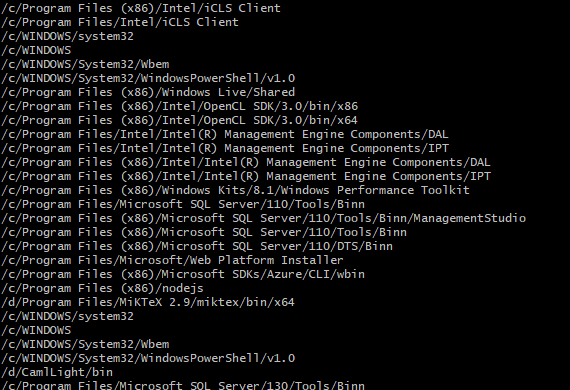 /c/Program Files (x86)/Intel/iCLS Client
/c/Program Files/Intel/iCLS Client
/c/WINDOWS/system32
/c/WINDOWS
/c/WINDOWS/System32/Wbem
/c/WINDOWS/System32/WindowsPowerShell/v1.0
/c/Program Files (x86)/Windows Live/Shared
/c/Program Files (x86)/Intel/OpenCL SDK/3.0/bin/x86
/c/Program Files (x86)/Intel/OpenCL SDK/3.0/bin/x64
/c/Program Files/Intel/Intel(R) Management Engine Components/DAL
/c/Program Files/Intel/Intel(R) Management Engine Components/IPT
/c/Program Files (x86)/Intel/Intel(R) Management Engine Components/DAL
/c/Program Files (x86)/Intel/Intel(R) Management Engine Components/IPT
/c/Program Files (x86)/Windows Kits/8.1/Windows Performance Toolkit
/c/Program Files/Microsoft SQL Server/110/Tools/Binn
/c/Program Files (x86)/Microsoft SQL Server/110/Tools/Binn/ManagementStudio
/c/Program Files (x86)/Microsoft SQL Server/110/Tools/Binn
/c/Program Files (x86)/Microsoft SQL Server/110/DTS/Binn
/c/Program Files/Microsoft/Web Platform Installer
/c/Program Files (x86)/Microsoft SDKs/Azure/CLI/wbin
/c/Program Files (x86)/nodejs
/d/Program Files/MiKTeX 2.9/miktex/bin/x64
/c/WINDOWS/system32
/c/WINDOWS
/c/WINDOWS/System32/Wbem
/c/WINDOWS/System32/WindowsPowerShell/v1.0
/d/CamlLight/bin
/c/Program Files/Microsoft SQL Server/130/Tools/Binn